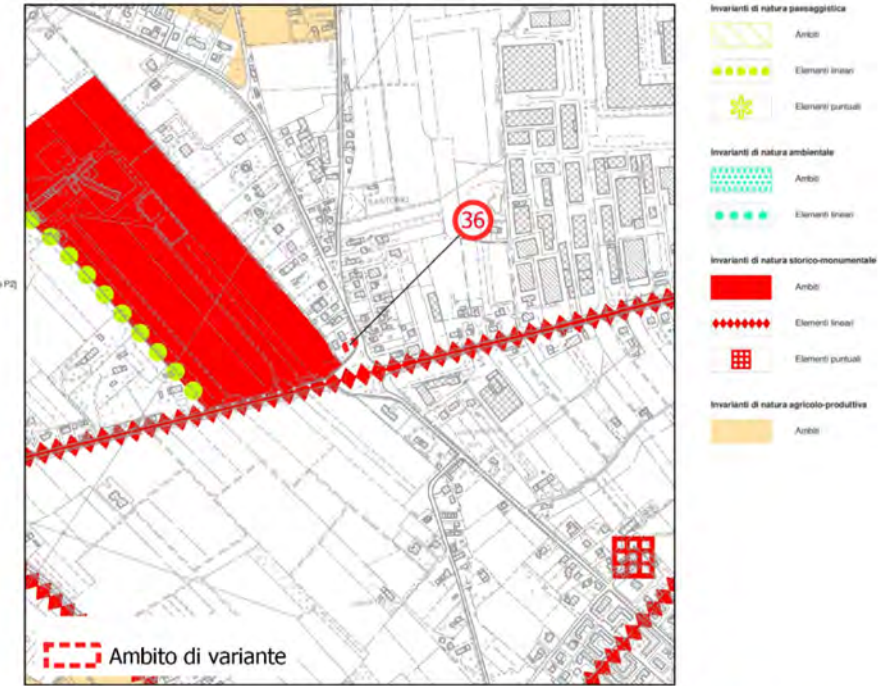 Invarianti di natura paesaggistica
Ambiti
Elementi lineari
Elementi puntuali
Invarianti di natura ambientale
Ambiti
Elementi lineari
Invarianti di natura storico-monumentale
Ambiti
Elementi lineari
Elementi puntuali
Invarianti di natura agricolo-produttiva
Ambiti
P2)
36
Ambito di variante